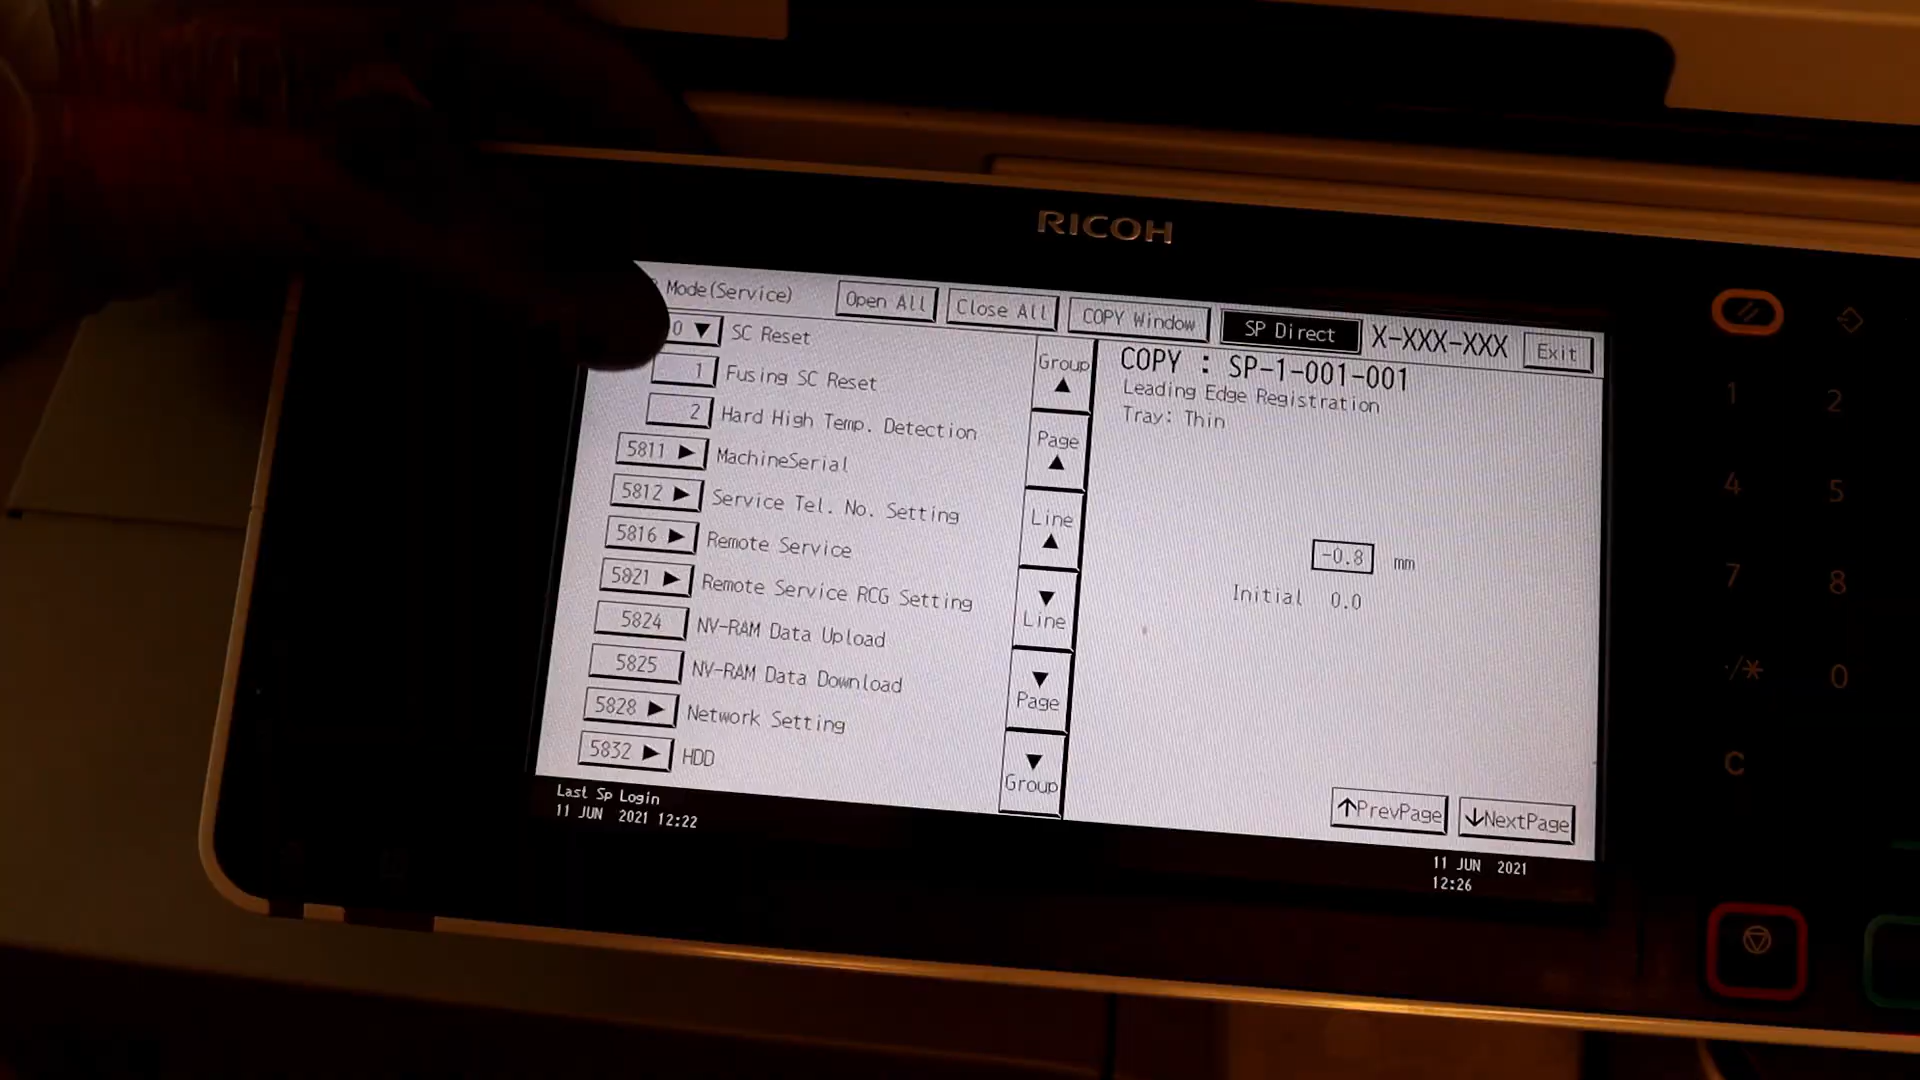 RICOH
Mode(Service)
Open All
Close All
COPY Window
SP Direct
X-XXX-XXX
Exit
0 ▼ SC Reset
1 Fusing SC Reset
2 Hard High Temp. Detection
5811 ▶ MachineSerial
5812 ▶ Service Tel. No. Setting
5816 ▶ Remote Service
5821 ▶ Remote Service RCG Setting
5824 NV-RAM Data Upload
5825 NV-RAM Data Download
5828 ▶ Network Setting
5832 ▶ HDD
Group ▲
Page ▲
Line ▲
▼ Line
▼ Page
▼ Group
COPY : SP-1-001-001
Leading Edge Registration
Tray: Thin
-0.8 mm
Initial 0.0
↑PrevPage
↓NextPage
Last Sp Login
11 JUN 2021 12:22
11 JUN 2021
12:26
1 2
4 5
7 8
·/* 0
C